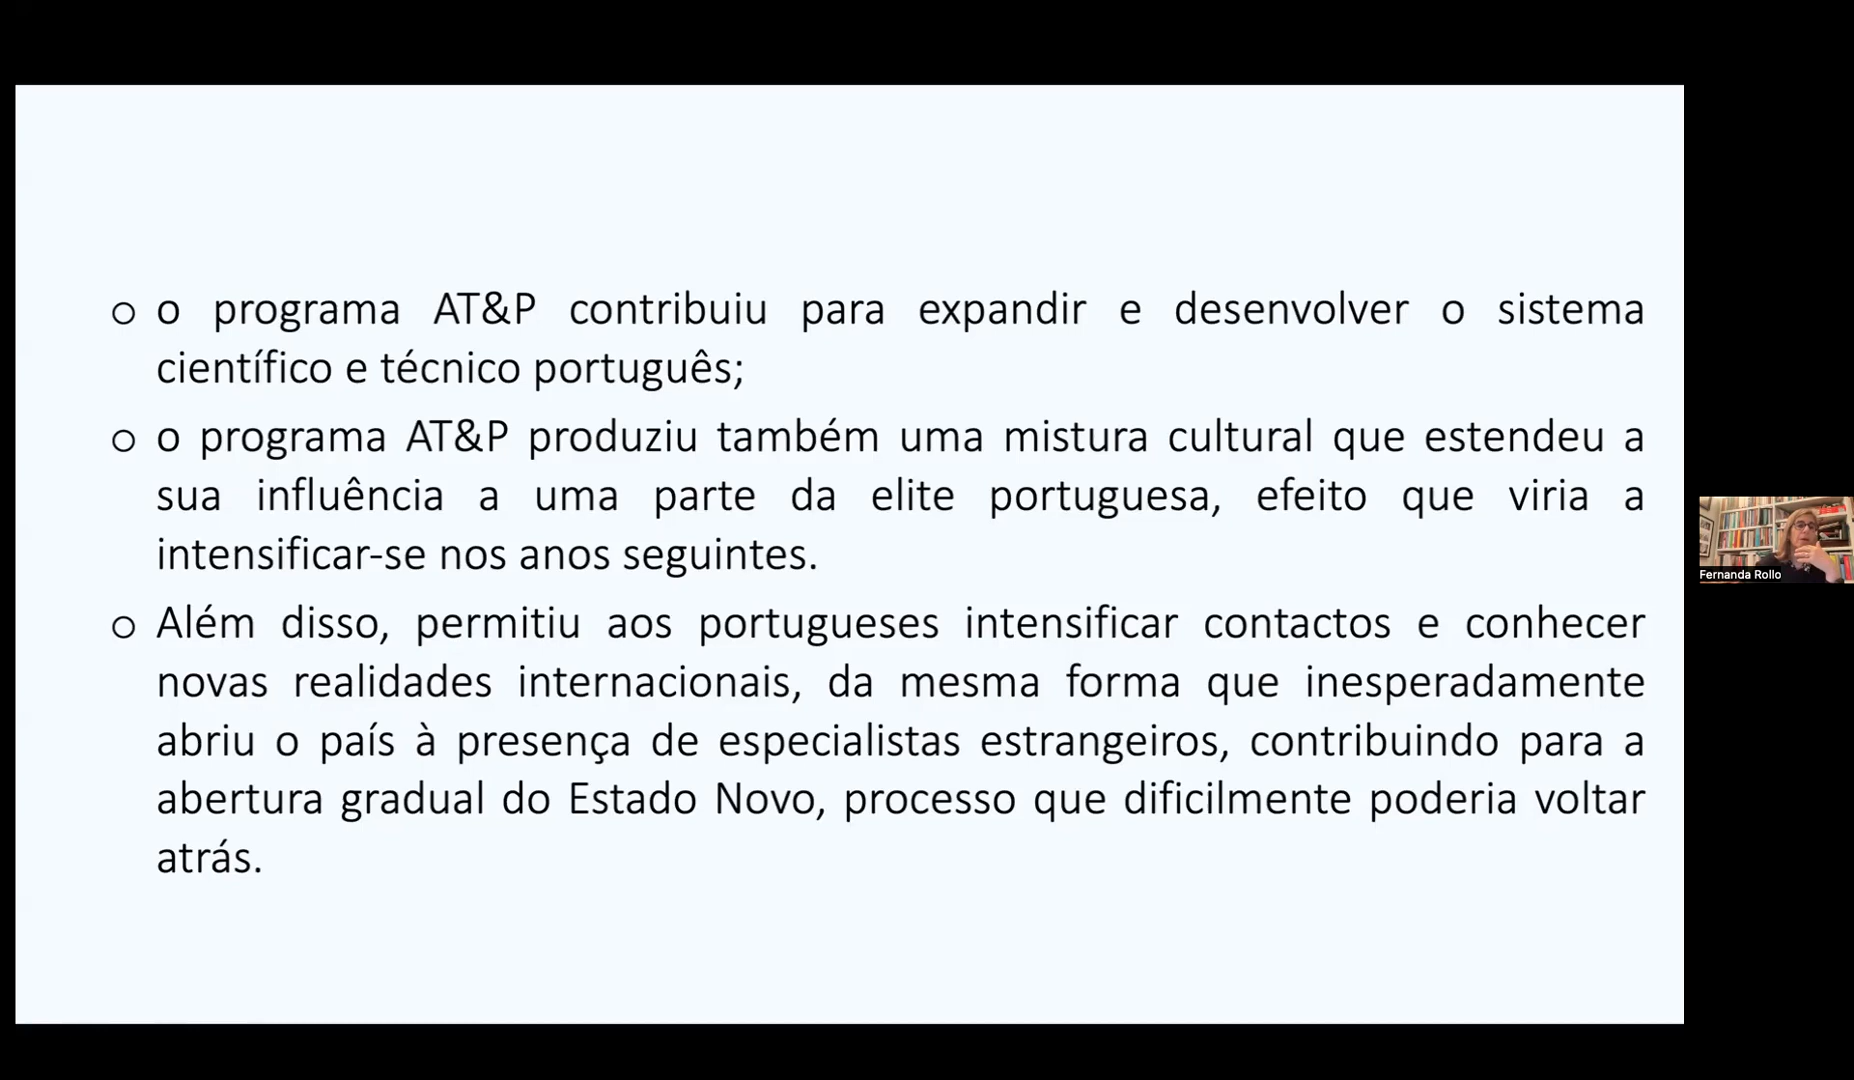 o programa AT&P contribuiu para expandir e desenvolver o sistema
científico e técnico português;
o programa AT&P produziu também uma mistura cultural que estendeu a
sua influência a uma parte da elite portuguesa, efeito que viria a
intensificar-se nos anos seguintes.
Além disso, permitiu aos portugueses intensificar contactos e conhecer
novas realidades internacionais, da mesma forma que inesperadamente
abriu o país à presença de especialistas estrangeiros, contribuindo para a
abertura gradual do Estado Novo, processo que dificilmente poderia voltar
atrás.
Fernanda Rollo